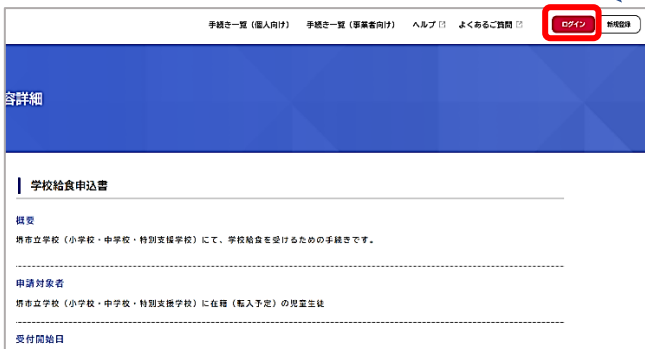 手続き一覧（個人向け） 手続き一覧（事業者向け） ヘルプ よくあるご質問 ログイン 新規登録
容詳細
学校給食申込書
概要
堺市立学校（小学校・中学校・特別支援学校）にて、学校給食を受けるための手続きです。
申請対象者
堺市立学校（小学校・中学校・特別支援学校）に在籍（転入予定）の児童生徒
受付開始日